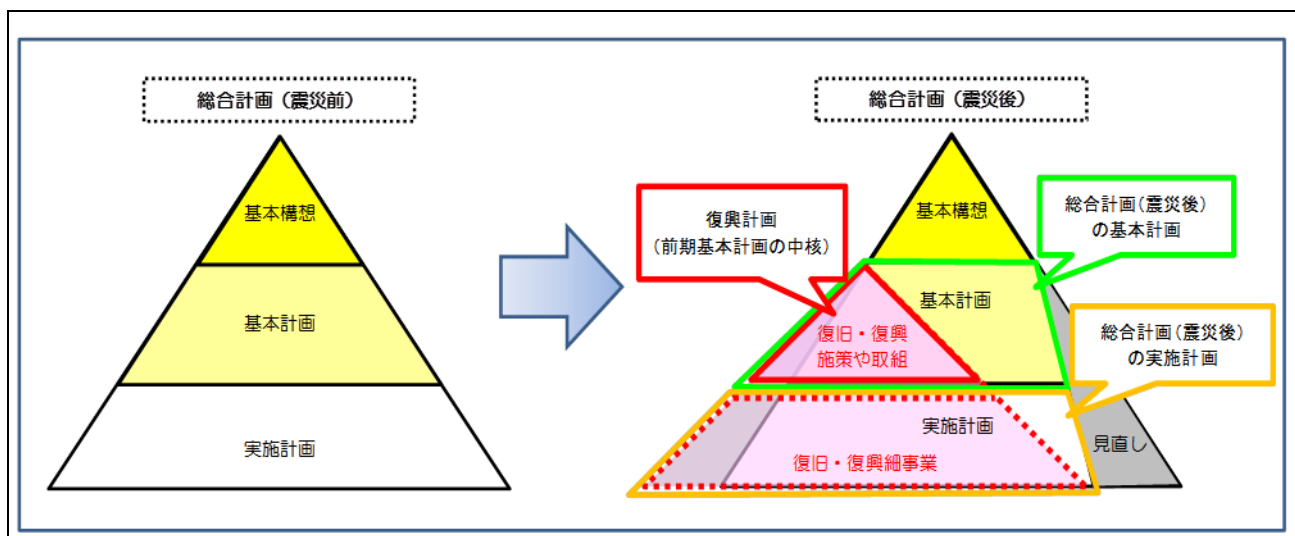 総合計画（震災前）
基本構想
基本計画
実施計画
総合計画（震災後）
基本構想
復興計画
（前期基本計画の中核）
総合計画（震災後）
の基本計画
基本計画
復旧・復興
施策や取組
総合計画（震災後）
の実施計画
実施計画
復旧・復興細事業
見直し